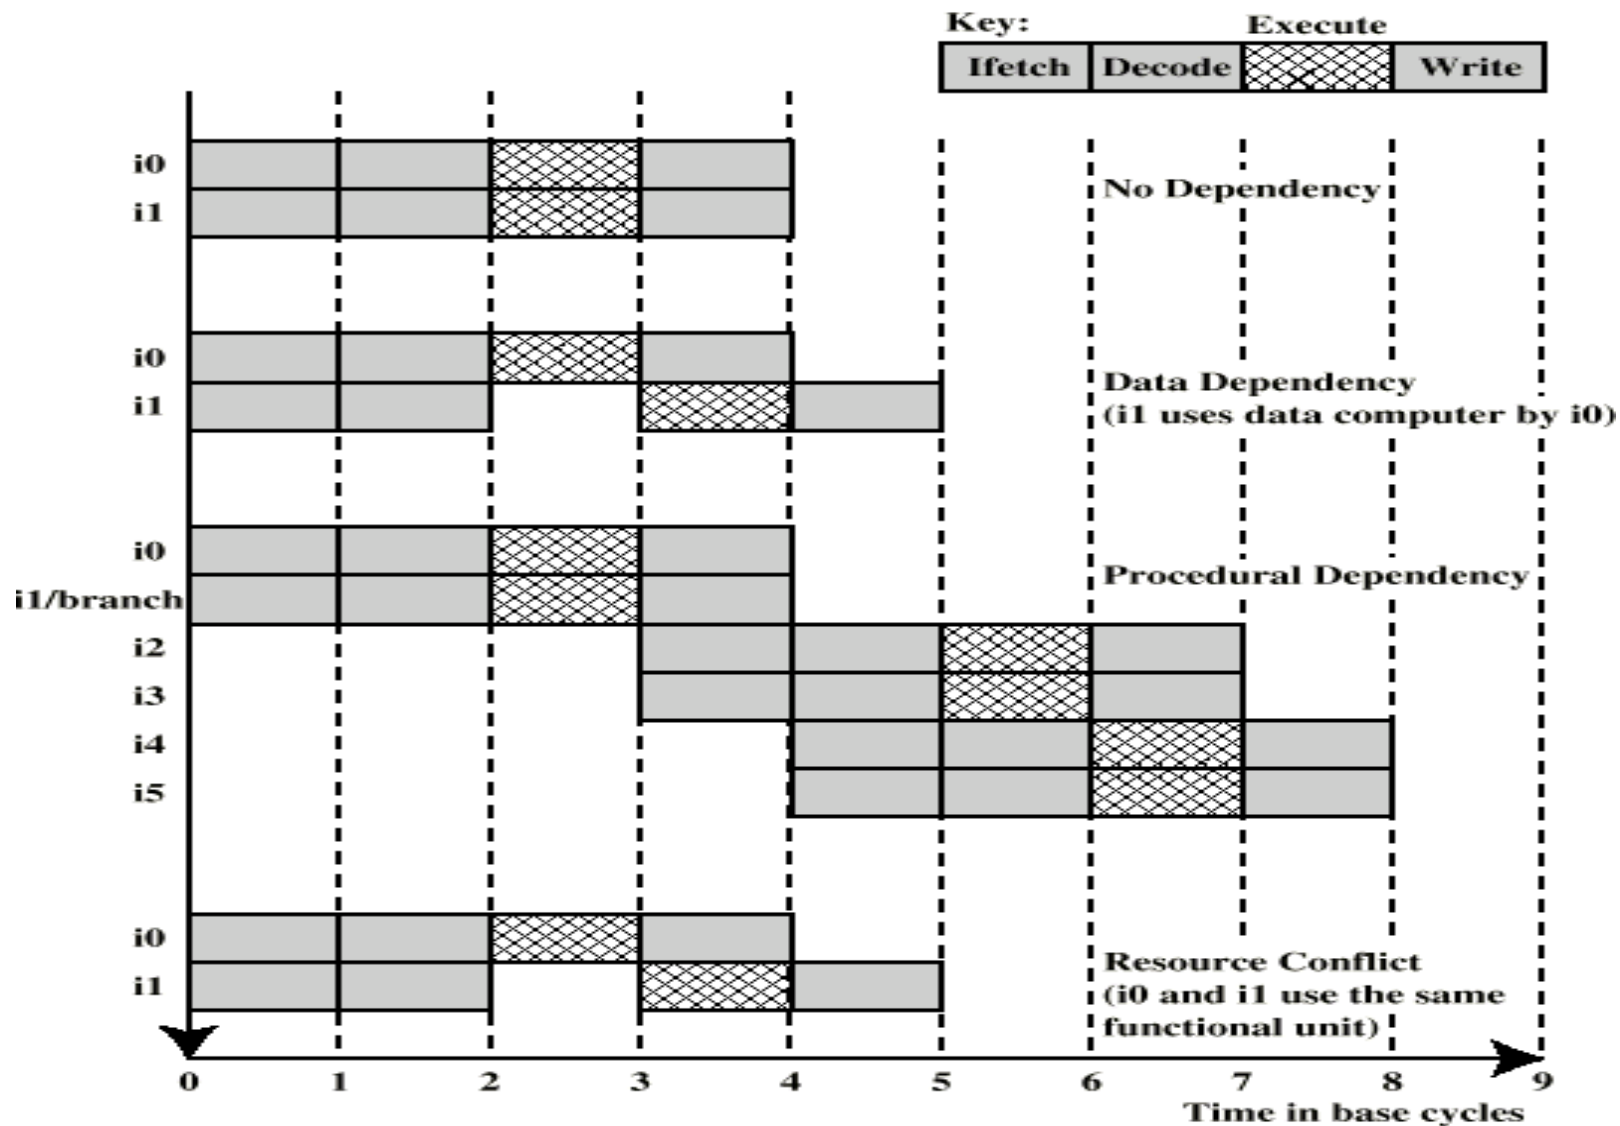 Key: Execute
Ifetch Decode Write
i0
i1
No Dependency
i0
i1
Data Dependency
(i1 uses data computer by i0)
i0
i1/branch
Procedural Dependency
i2
i3
i4
i5
i0
i1
Resource Conflict
(i0 and i1 use the same
functional unit)
0 1 2 3 4 5 6 7 8 9
Time in base cycles